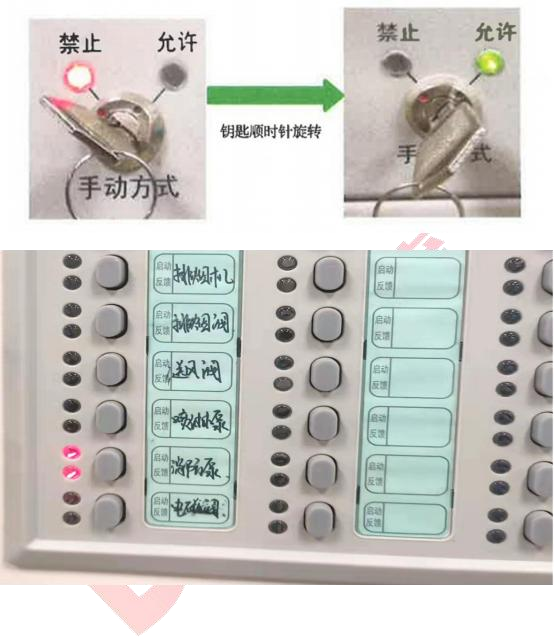 禁止 允许
禁止 允许
钥匙顺时针旋转
手动方式
手 式
启动 排烟机
反馈
启动 排烟阀
反馈
启动 送风阀
反馈
启动 喷淋泵
反馈
启动 消防泵
反馈
启动 电磁阀
反馈
启动
反馈
启动
反馈
启动
反馈
启动
反馈
启动
反馈
启动
反馈